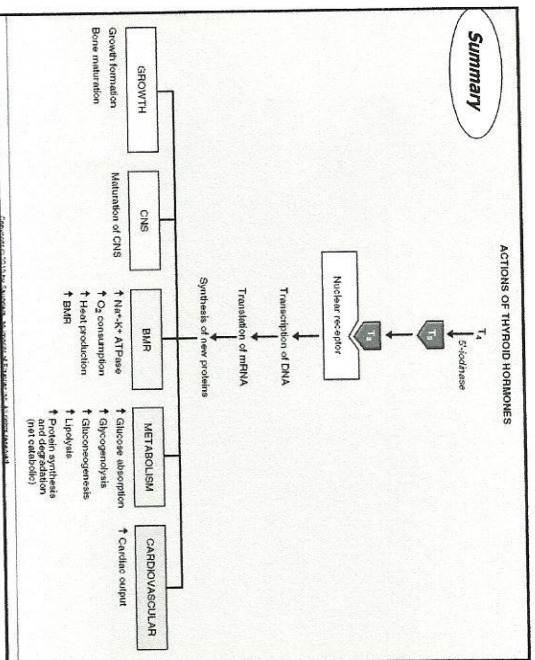 Summary
ACTIONS OF THYROID HORMONES
T4
5'-iodinase
T3
T3
Nuclear receptor
Transcription of DNA
Translation of mRNA
Synthesis of new proteins
GROWTH
Growth formation
Bone maturation
CNS
Maturation of CNS
BMR
↑ Na+-K+ ATPase
↑ O2 consumption
↑ Heat production
↑ BMR
METABOLISM
↑ Glucose absorption
↑ Glycogenolysis
↑ Gluconeogenesis
↑ Lipolysis
↑ Protein synthesis
and degradation
(net catabolic)
CARDIOVASCULAR
↑ Cardiac output